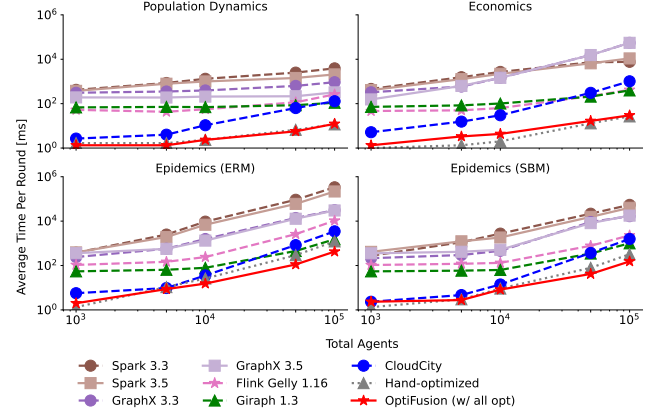 Population Dynamics
Economics
10^6
10^4
10^2
10^0
Epidemics (ERM)
Epidemics (SBM)
10^6
10^4
10^2
10^0
10^3
10^4
10^5
10^3
10^4
10^5
Average Time Per Round [ms]
Total Agents
Spark 3.3
Spark 3.5
GraphX 3.3
GraphX 3.5
Flink Gelly 1.16
Giraph 1.3
CloudCity
Hand-optimized
OptiFusion (w/ all opt)